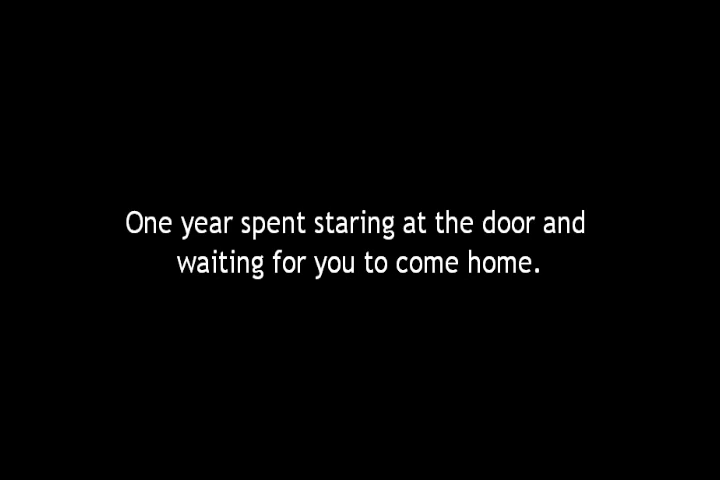 One year spent staring at the door and
waiting for you to come home.